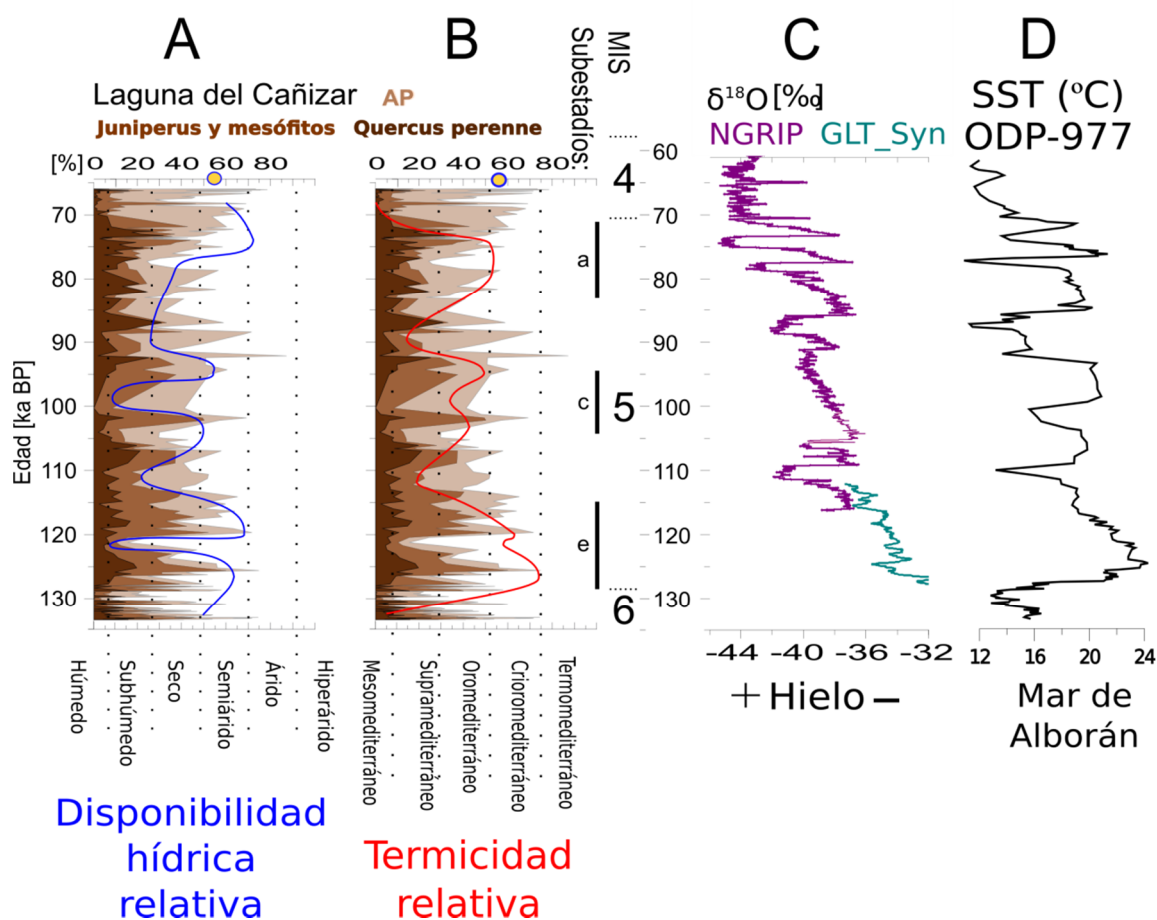 A
B
C
D
Subestadíos:
MIS
Laguna del Cañizar
AP
Juniperus y mesófitos
Quercus perenne
δ¹⁸O [‰]
NGRIP
GLT_Syn
SST (ºC)
ODP-977
[%] 0 20 40 60 80
0 20 40 60 80
Edad [ka BP]
70
80
90
100
110
120
130
a
c
e
4
5
6
60
70
80
90
100
110
120
130
-44 -40 -36 -32
12 16 20 24
+ Hielo −
Mar de
Alborán
Húmedo
Subhúmedo
Seco
Semiárido
Árido
Hiperárido
Mesomediterráneo
Supramediterràneo
Oromediterráneo
Crioromediterráneo
Termomediterráneo
Disponibilidad
hídrica
relativa
Termicidad
relativa